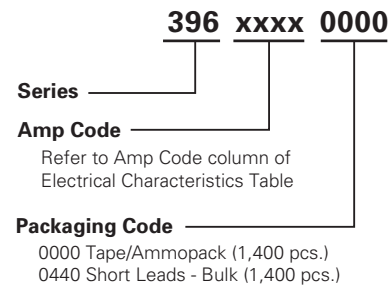 396 xxxx 0000
Series
Amp Code
Refer to Amp Code column of
Electrical Characteristics Table
Packaging Code
0000 Tape/Ammopack (1,400 pcs.)
0440 Short Leads - Bulk (1,400 pcs.)